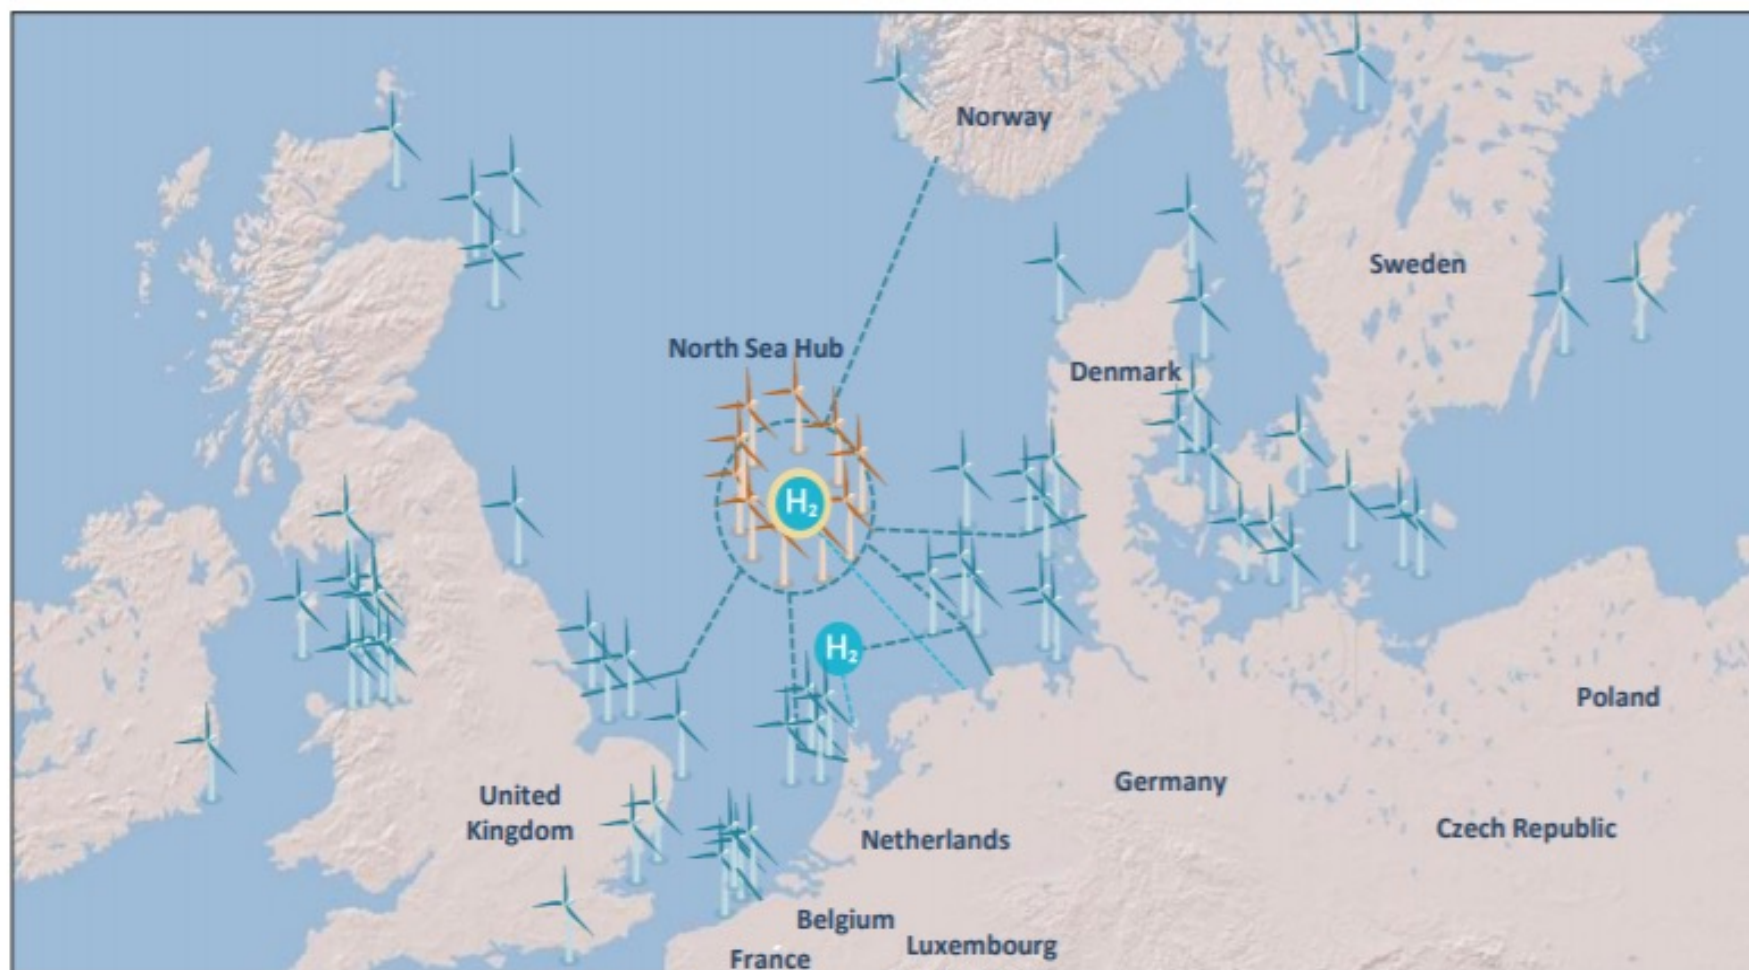 Norway
Sweden
North Sea Hub
Denmark
H₂
H₂
Poland
Germany
United
Kingdom
Czech Republic
Netherlands
Belgium
Luxembourg
France